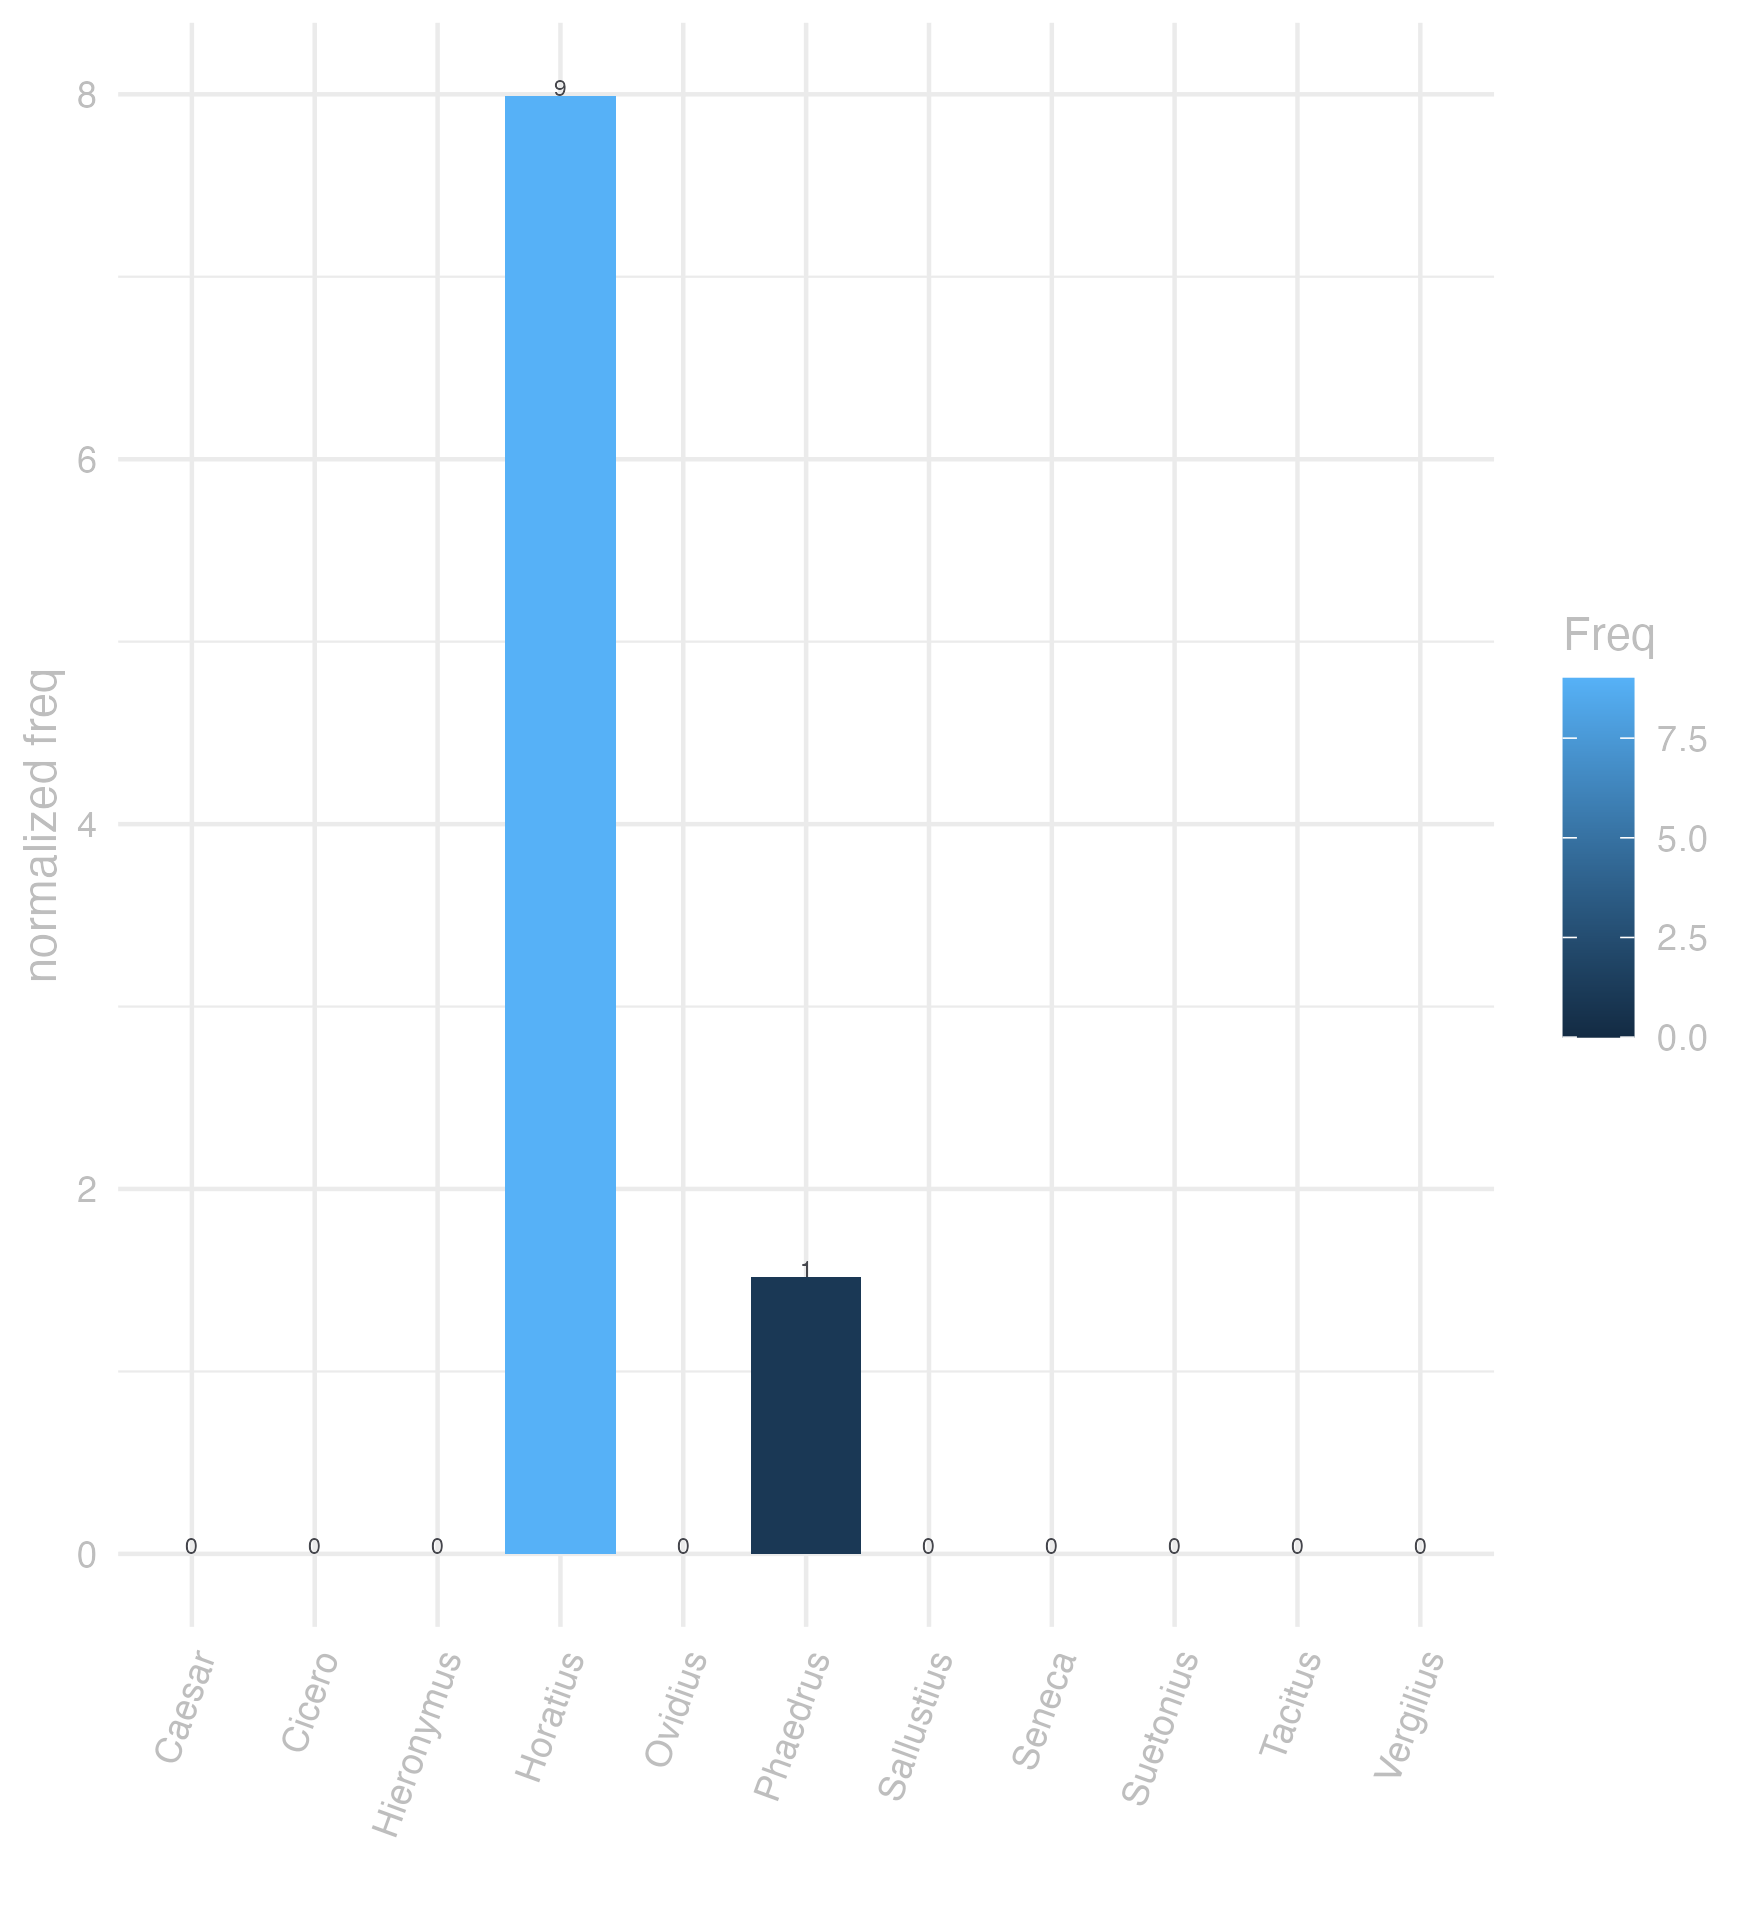 normalized freq
8
6
4
2
0
9
1
0 0 0 0 0 0 0 0 0
Caesar
Cicero
Hieronymus
Horatius
Ovidius
Phaedrus
Sallustius
Seneca
Suetonius
Tacitus
Vergilius
Freq
7.5
5.0
2.5
0.0